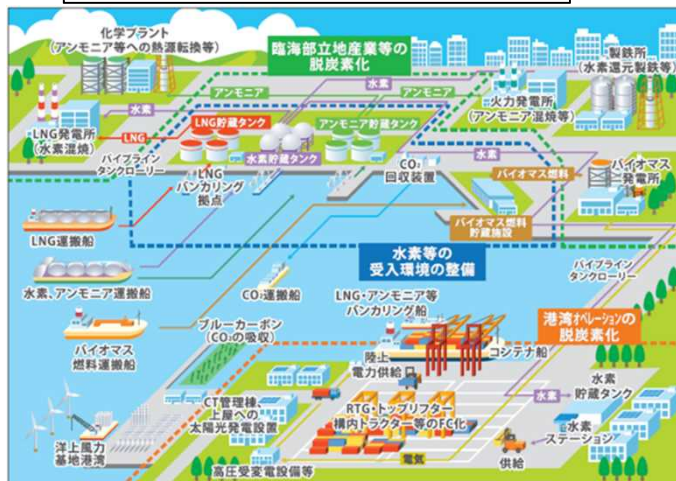 化学プラント
(アンモニア等への熱源転換等)
臨海部立地産業等の
脱炭素化
製鉄所
(水素還元製鉄等)
水素
アンモニア
アンモニア
水素
火力発電所
(アンモニア混焼等)
LNG
LNG貯蔵タンク
アンモニア貯蔵タンク
LNG発電所
(水素混焼)
水素貯蔵タンク
水素
パイプライン
タンクローリー
LNG
バンカリング
拠点
CO₂
回収装置
バイオマス燃料
バイオマス
発電所
バイオマス燃料
貯蔵施設
LNG運搬船
水素等の
受入環境の整備
パイプライン
タンクローリー
水素、アンモニア運搬船
CO₂運搬船
LNG・アンモニア等
バンカリング船
港湾オペレーションの
脱炭素化
ブルーカーボン
(CO₂の吸収)
バイオマス
燃料運搬船
陸上
電力供給
コンテナ船
CT管理棟、
上屋への
太陽光発電設置
水素
水素
貯蔵タンク
RTG・トップリフター
構内トラクター等のFC化
水素
ステーション
洋上風力
基地港湾
電気
供給
高圧受変電設備等